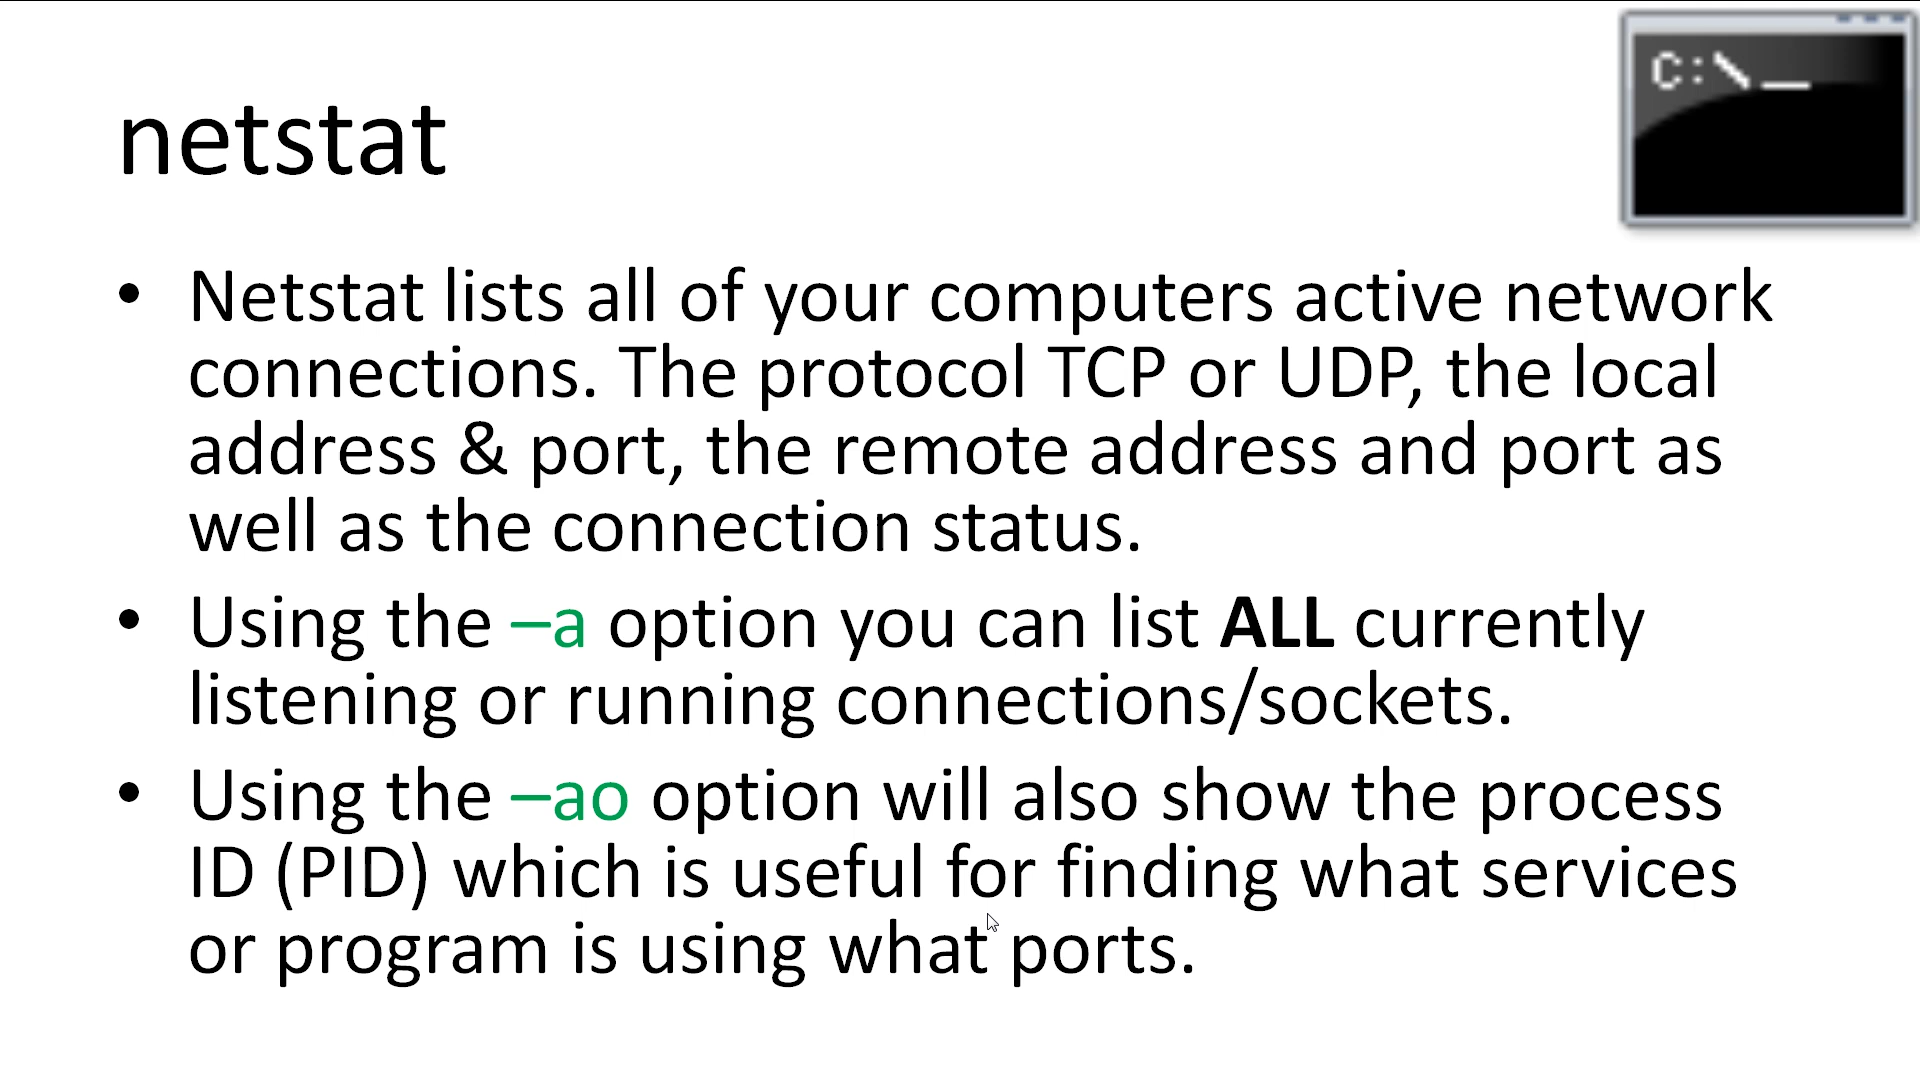 C:\_
netstat
• Netstat lists all of your computers active network
connections. The protocol TCP or UDP, the local
address & port, the remote address and port as
well as the connection status.
• Using the –a option you can list ALL currently
listening or running connections/sockets.
• Using the –ao option will also show the process
ID (PID) which is useful for finding what services
or program is using what ports.